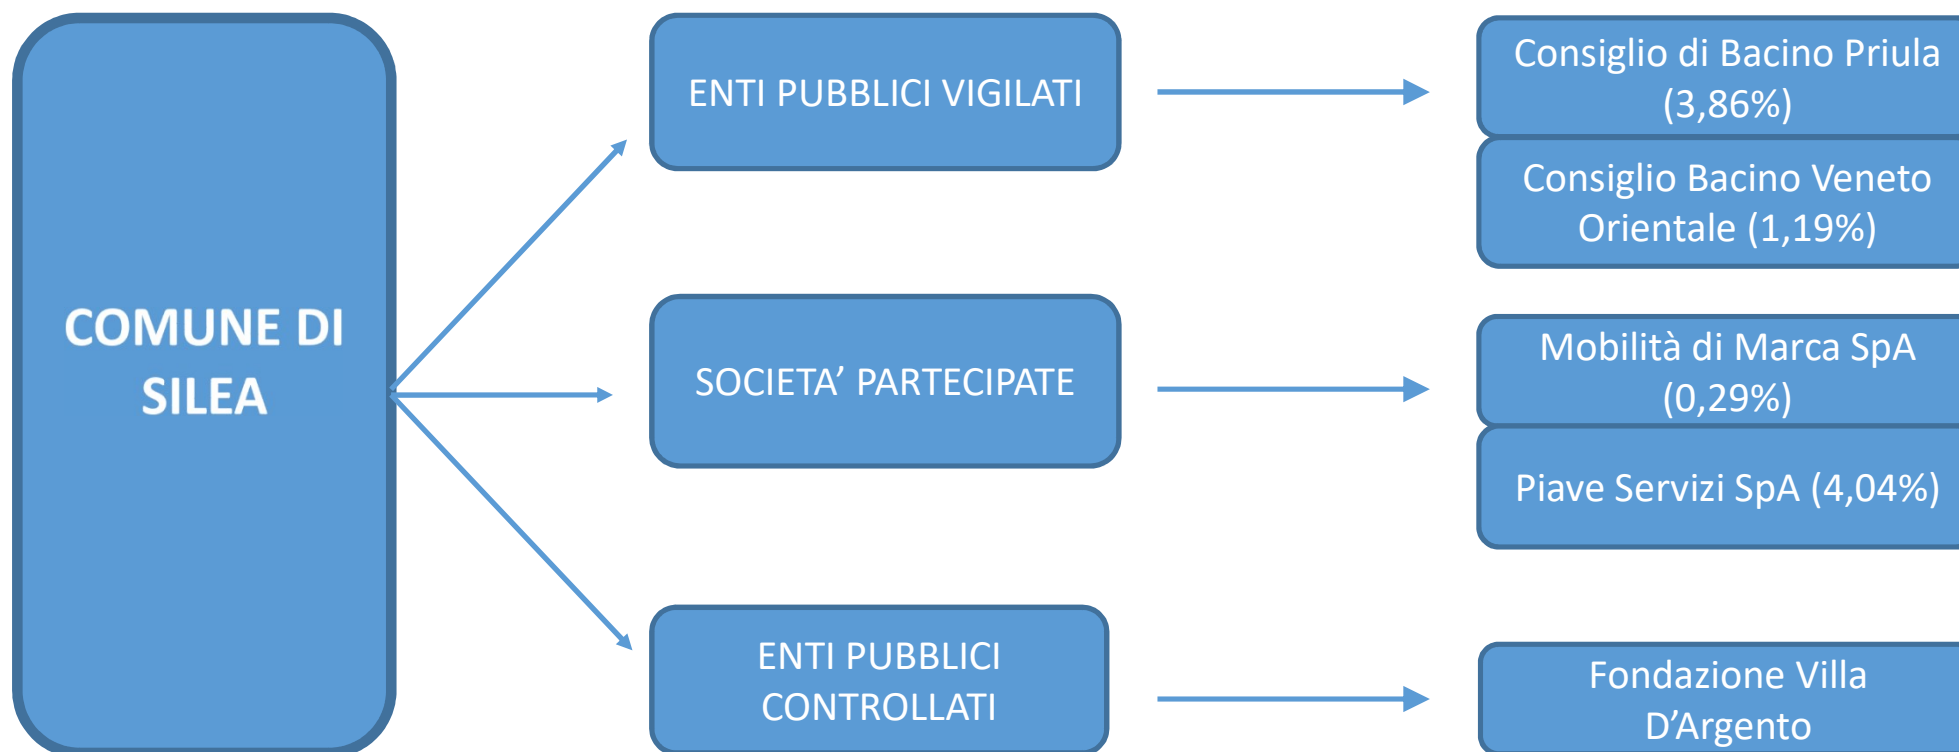 COMUNE DI
SILEA
ENTI PUBBLICI VIGILATI
Consiglio di Bacino Priula
(3,86%)
Consiglio Bacino Veneto
Orientale (1,19%)
SOCIETA’ PARTECIPATE
Mobilità di Marca SpA
(0,29%)
Piave Servizi SpA (4,04%)
ENTI PUBBLICI
CONTROLLATI
Fondazione Villa
D’Argento